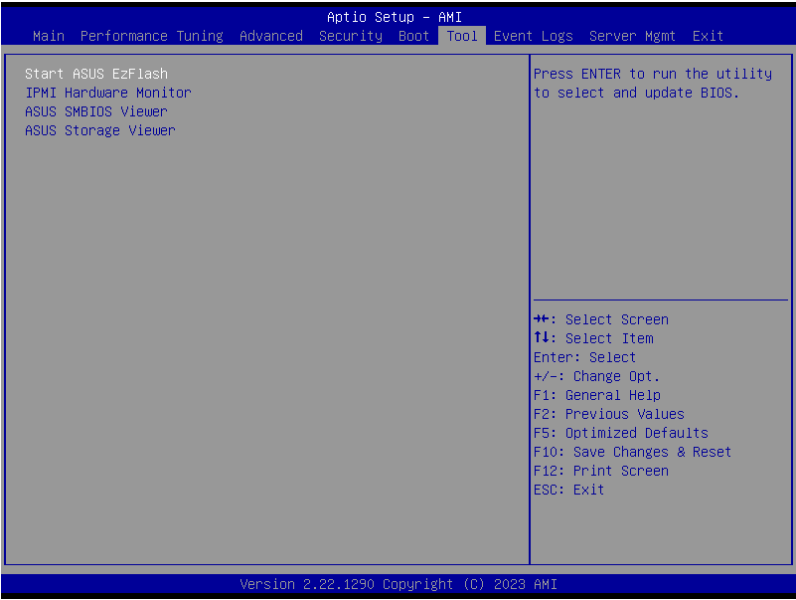 Aptio Setup – AMI
Main Performance Tuning Advanced Security Boot Tool Event Logs Server Mgmt Exit
Start ASUS EzFlash
IPMI Hardware Monitor
ASUS SMBIOS Viewer
ASUS Storage Viewer
Press ENTER to run the utility
to select and update BIOS.
→←: Select Screen
↑↓: Select Item
Enter: Select
+/-: Change Opt.
F1: General Help
F2: Previous Values
F5: Optimized Defaults
F10: Save Changes & Reset
F12: Print Screen
ESC: Exit
Version 2.22.1290 Copyright (C) 2023 AMI